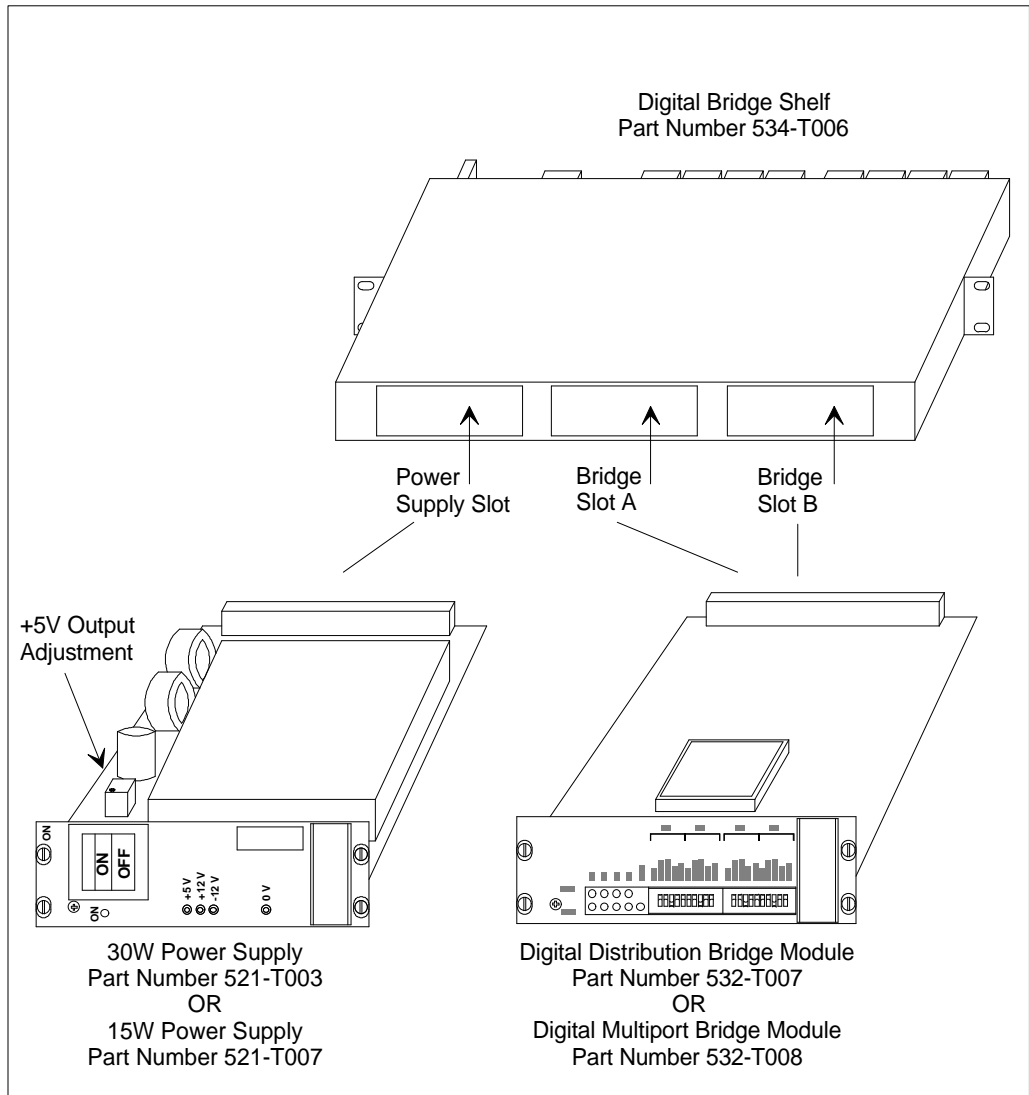 Digital Bridge Shelf
Part Number 534-T006
Power
Supply Slot
Bridge
Slot A
Bridge
Slot B
+5V Output
Adjustment
ON
ON
OFF
ON
+5 V
+12 V
-12 V
0 V
30W Power Supply
Part Number 521-T003
OR
15W Power Supply
Part Number 521-T007
Digital Distribution Bridge Module
Part Number 532-T007
OR
Digital Multiport Bridge Module
Part Number 532-T008